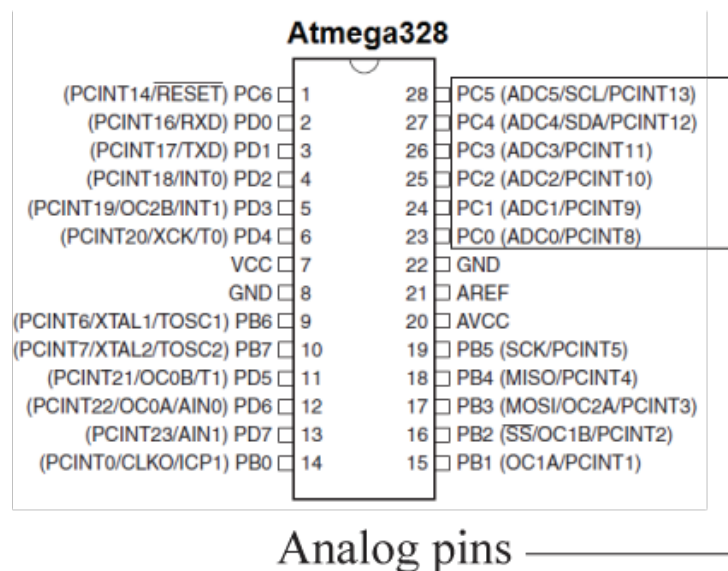 Atmega328
(PCINT14/RESET) PC6 1 28 PC5 (ADC5/SCL/PCINT13)
(PCINT16/RXD) PD0 2 27 PC4 (ADC4/SDA/PCINT12)
(PCINT17/TXD) PD1 3 26 PC3 (ADC3/PCINT11)
(PCINT18/INT0) PD2 4 25 PC2 (ADC2/PCINT10)
(PCINT19/OC2B/INT1) PD3 5 24 PC1 (ADC1/PCINT9)
(PCINT20/XCK/T0) PD4 6 23 PC0 (ADC0/PCINT8)
VCC 7 22 GND
GND 8 21 AREF
(PCINT6/XTAL1/TOSC1) PB6 9 20 AVCC
(PCINT7/XTAL2/TOSC2) PB7 10 19 PB5 (SCK/PCINT5)
(PCINT21/OC0B/T1) PD5 11 18 PB4 (MISO/PCINT4)
(PCINT22/OC0A/AIN0) PD6 12 17 PB3 (MOSI/OC2A/PCINT3)
(PCINT23/AIN1) PD7 13 16 PB2 (SS/OC1B/PCINT2)
(PCINT0/CLKO/ICP1) PB0 14 15 PB1 (OC1A/PCINT1)
Analog pins